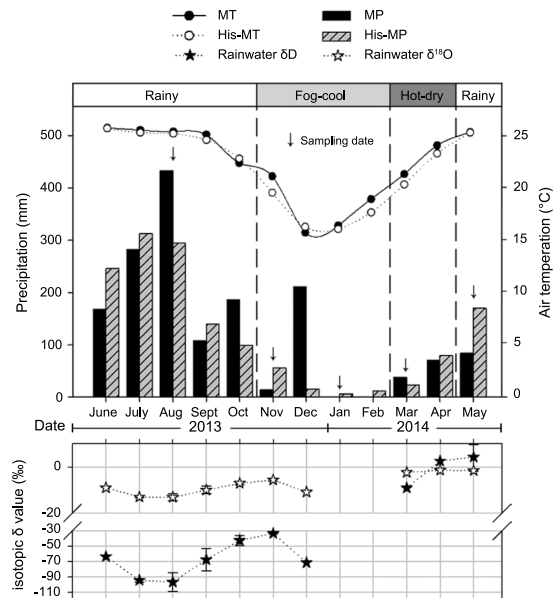 MT MP
His-MT His-MP
Rainwater δD Rainwater δ¹⁸O
Rainy Fog-cool Hot-dry Rainy
Sampling date
Precipitation (mm)
500
400
300
200
100
0
Air temperation (°C)
25
20
15
10
5
0
June July Aug Sept Oct Nov Dec Jan Feb Mar Apr May
Date 2013 2014
isotopic δ value (‰)
0
-20
-30
-50
-70
-90
-110